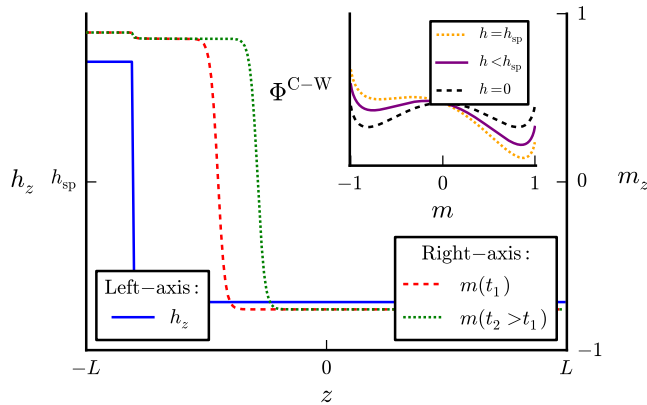 1
h = h_sp
h < h_sp
h = 0
Φ^C−W
−1 0 1
m
h_z h_sp
0 m_z
Left−axis :
h_z
Right−axis :
m(t_1)
m(t_2 > t_1)
−1
−L 0 L
z